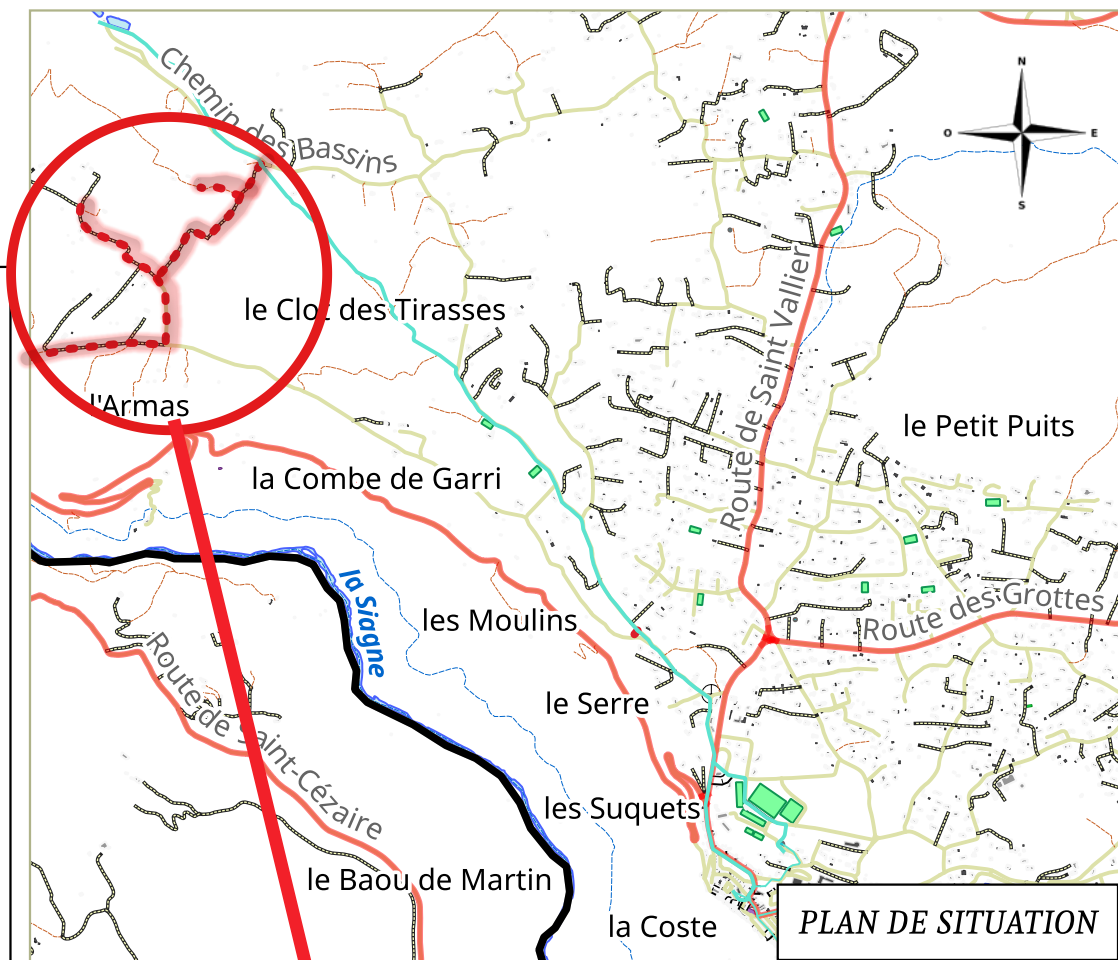 Chemin des Bassins
N
O
E
S
le Clot des Tirasses
Route de Saint Vallier
l'Armas
le Petit Puits
la Combe de Garri
la Siagne
les Moulins
Route des Grottes
Route de Saint-Cézaire
le Serre
les Suquets
le Baou de Martin
la Coste
PLAN DE SITUATION